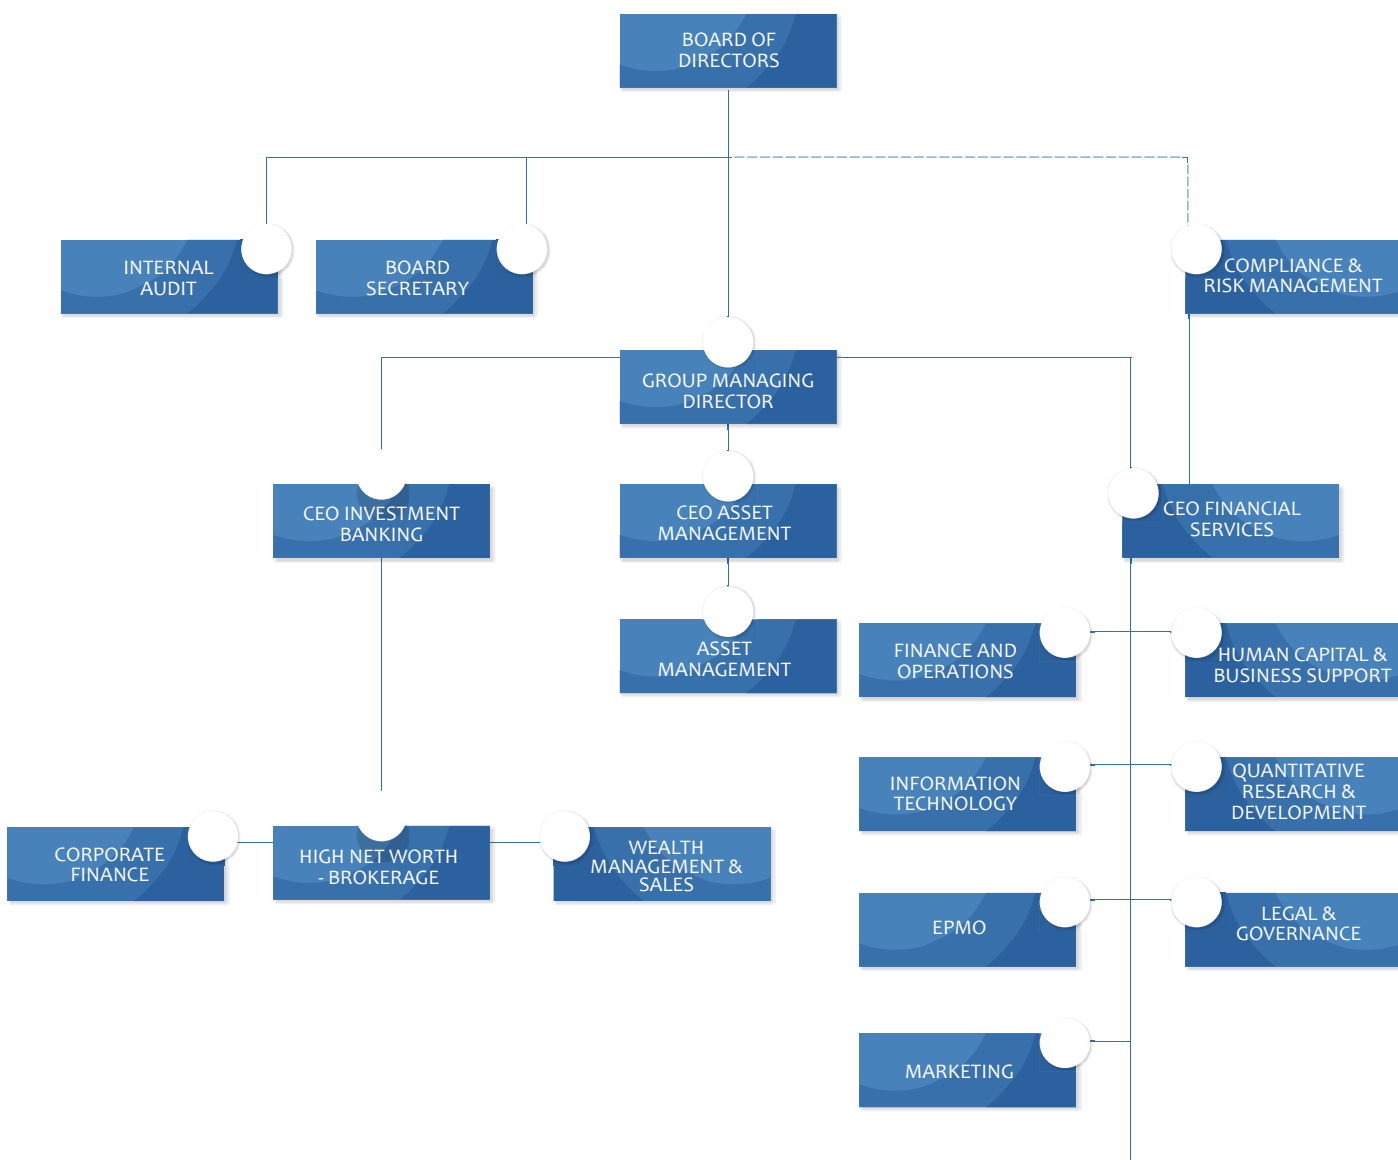 BOARD OF
DIRECTORS
INTERNAL
AUDIT
BOARD
SECRETARY
COMPLIANCE &
RISK MANAGEMENT
GROUP MANAGING
DIRECTOR
CEO INVESTMENT
BANKING
CEO ASSET
MANAGEMENT
CEO FINANCIAL
SERVICES
ASSET
MANAGEMENT
FINANCE AND
OPERATIONS
HUMAN CAPITAL &
BUSINESS SUPPORT
INFORMATION
TECHNOLOGY
QUANTITATIVE
RESEARCH &
DEVELOPMENT
CORPORATE
FINANCE
HIGH NET WORTH
- BROKERAGE
WEALTH
MANAGEMENT &
SALES
EPMO
LEGAL &
GOVERNANCE
MARKETING